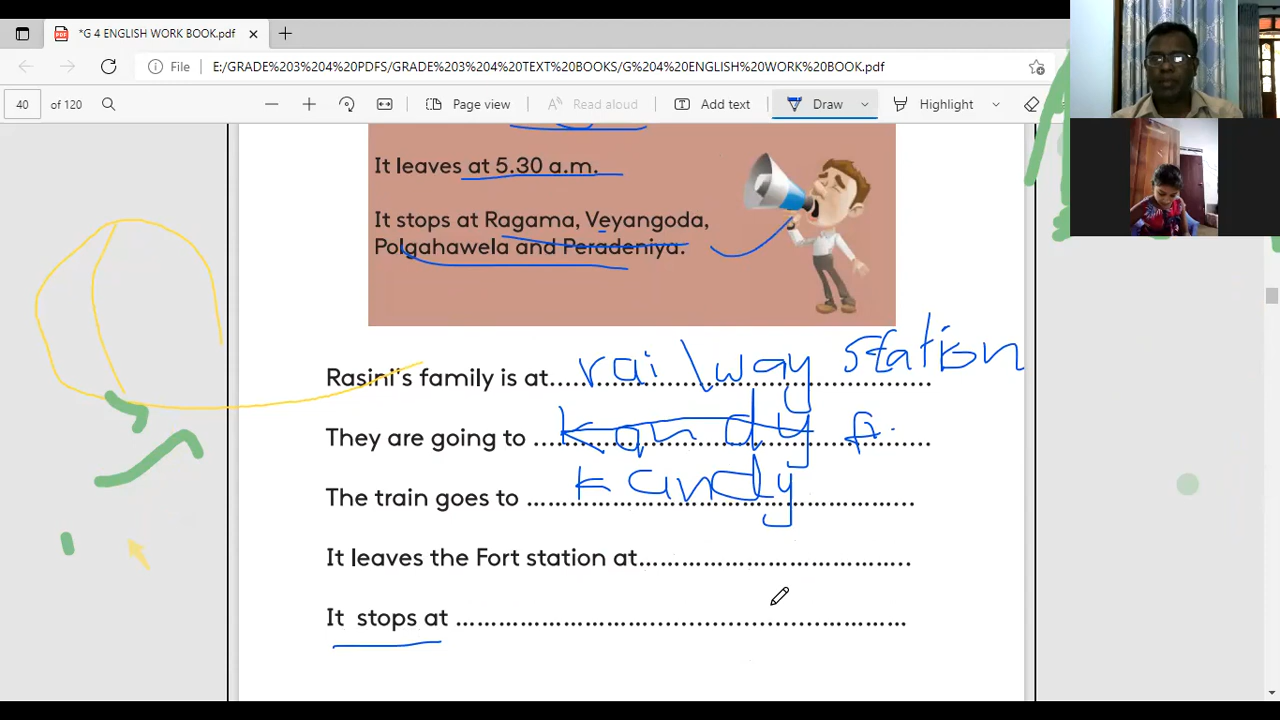 *G 4 ENGLISH WORK BOOK.pdf
File E:/GRADE%203%204%20PDFS/GRADE%203%204%20TEXT%20BOOKS/G%204%20ENGLISH%20WORK%20BOOK.pdf
40 of 120 Page view Read aloud Add text Draw Highlight
It leaves at 5.30 a.m.
It stops at Ragama, Veyangoda,
Polgahawela and Peradeniya.
Rasini's family is at..... railway station
They are going to ..... kandy
The train goes to ..... kandy
It leaves the Fort station at.....
It stops at .....